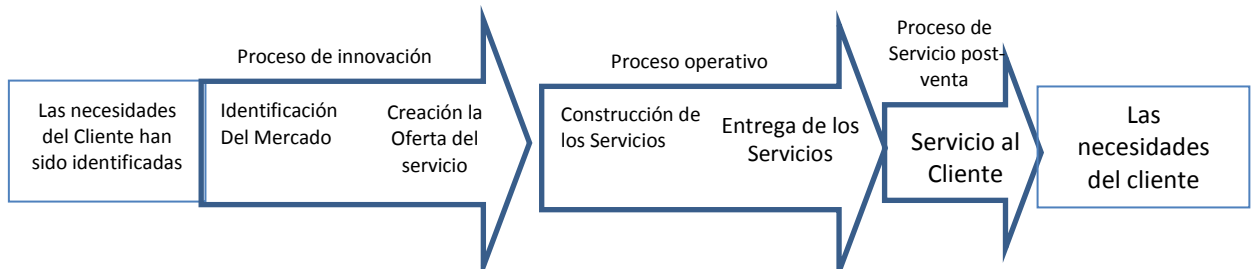 Las necesidades
del Cliente han
sido identificadas
Proceso de innovación
Identificación
Del Mercado
Creación la
Oferta del
servicio
Proceso operativo
Construcción de
los Servicios
Entrega de los
Servicios
Proceso de
Servicio post-
venta
Servicio al
Cliente
Las
necesidades
del cliente